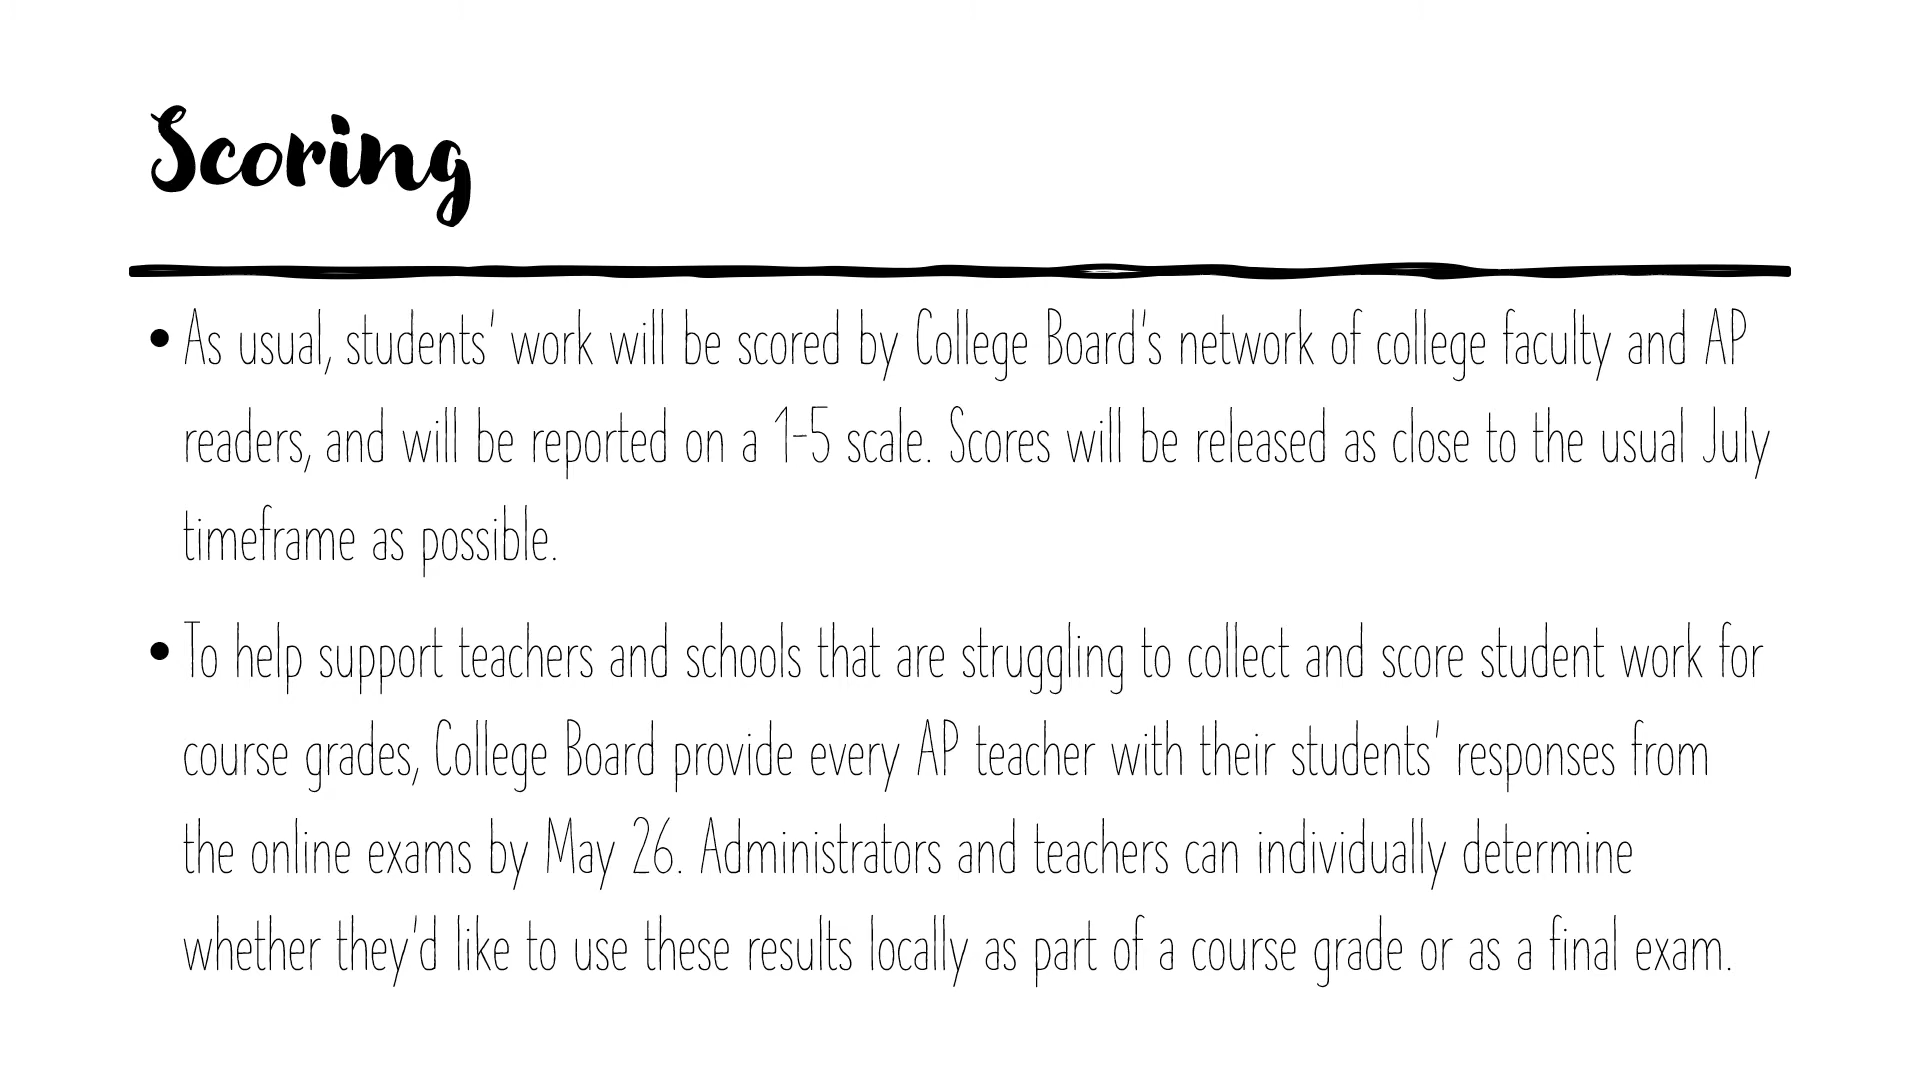 Scoring
• As usual, students' work will be scored by College Board's network of college faculty and AP
readers, and will be reported on a 1-5 scale. Scores will be released as close to the usual July
timeframe as possible.
• To help support teachers and schools that are struggling to collect and score student work for
course grades, College Board provide every AP teacher with their students' responses from
the online exams by May 26. Administrators and teachers can individually determine
whether they'd like to use these results locally as part of a course grade or as a final exam.